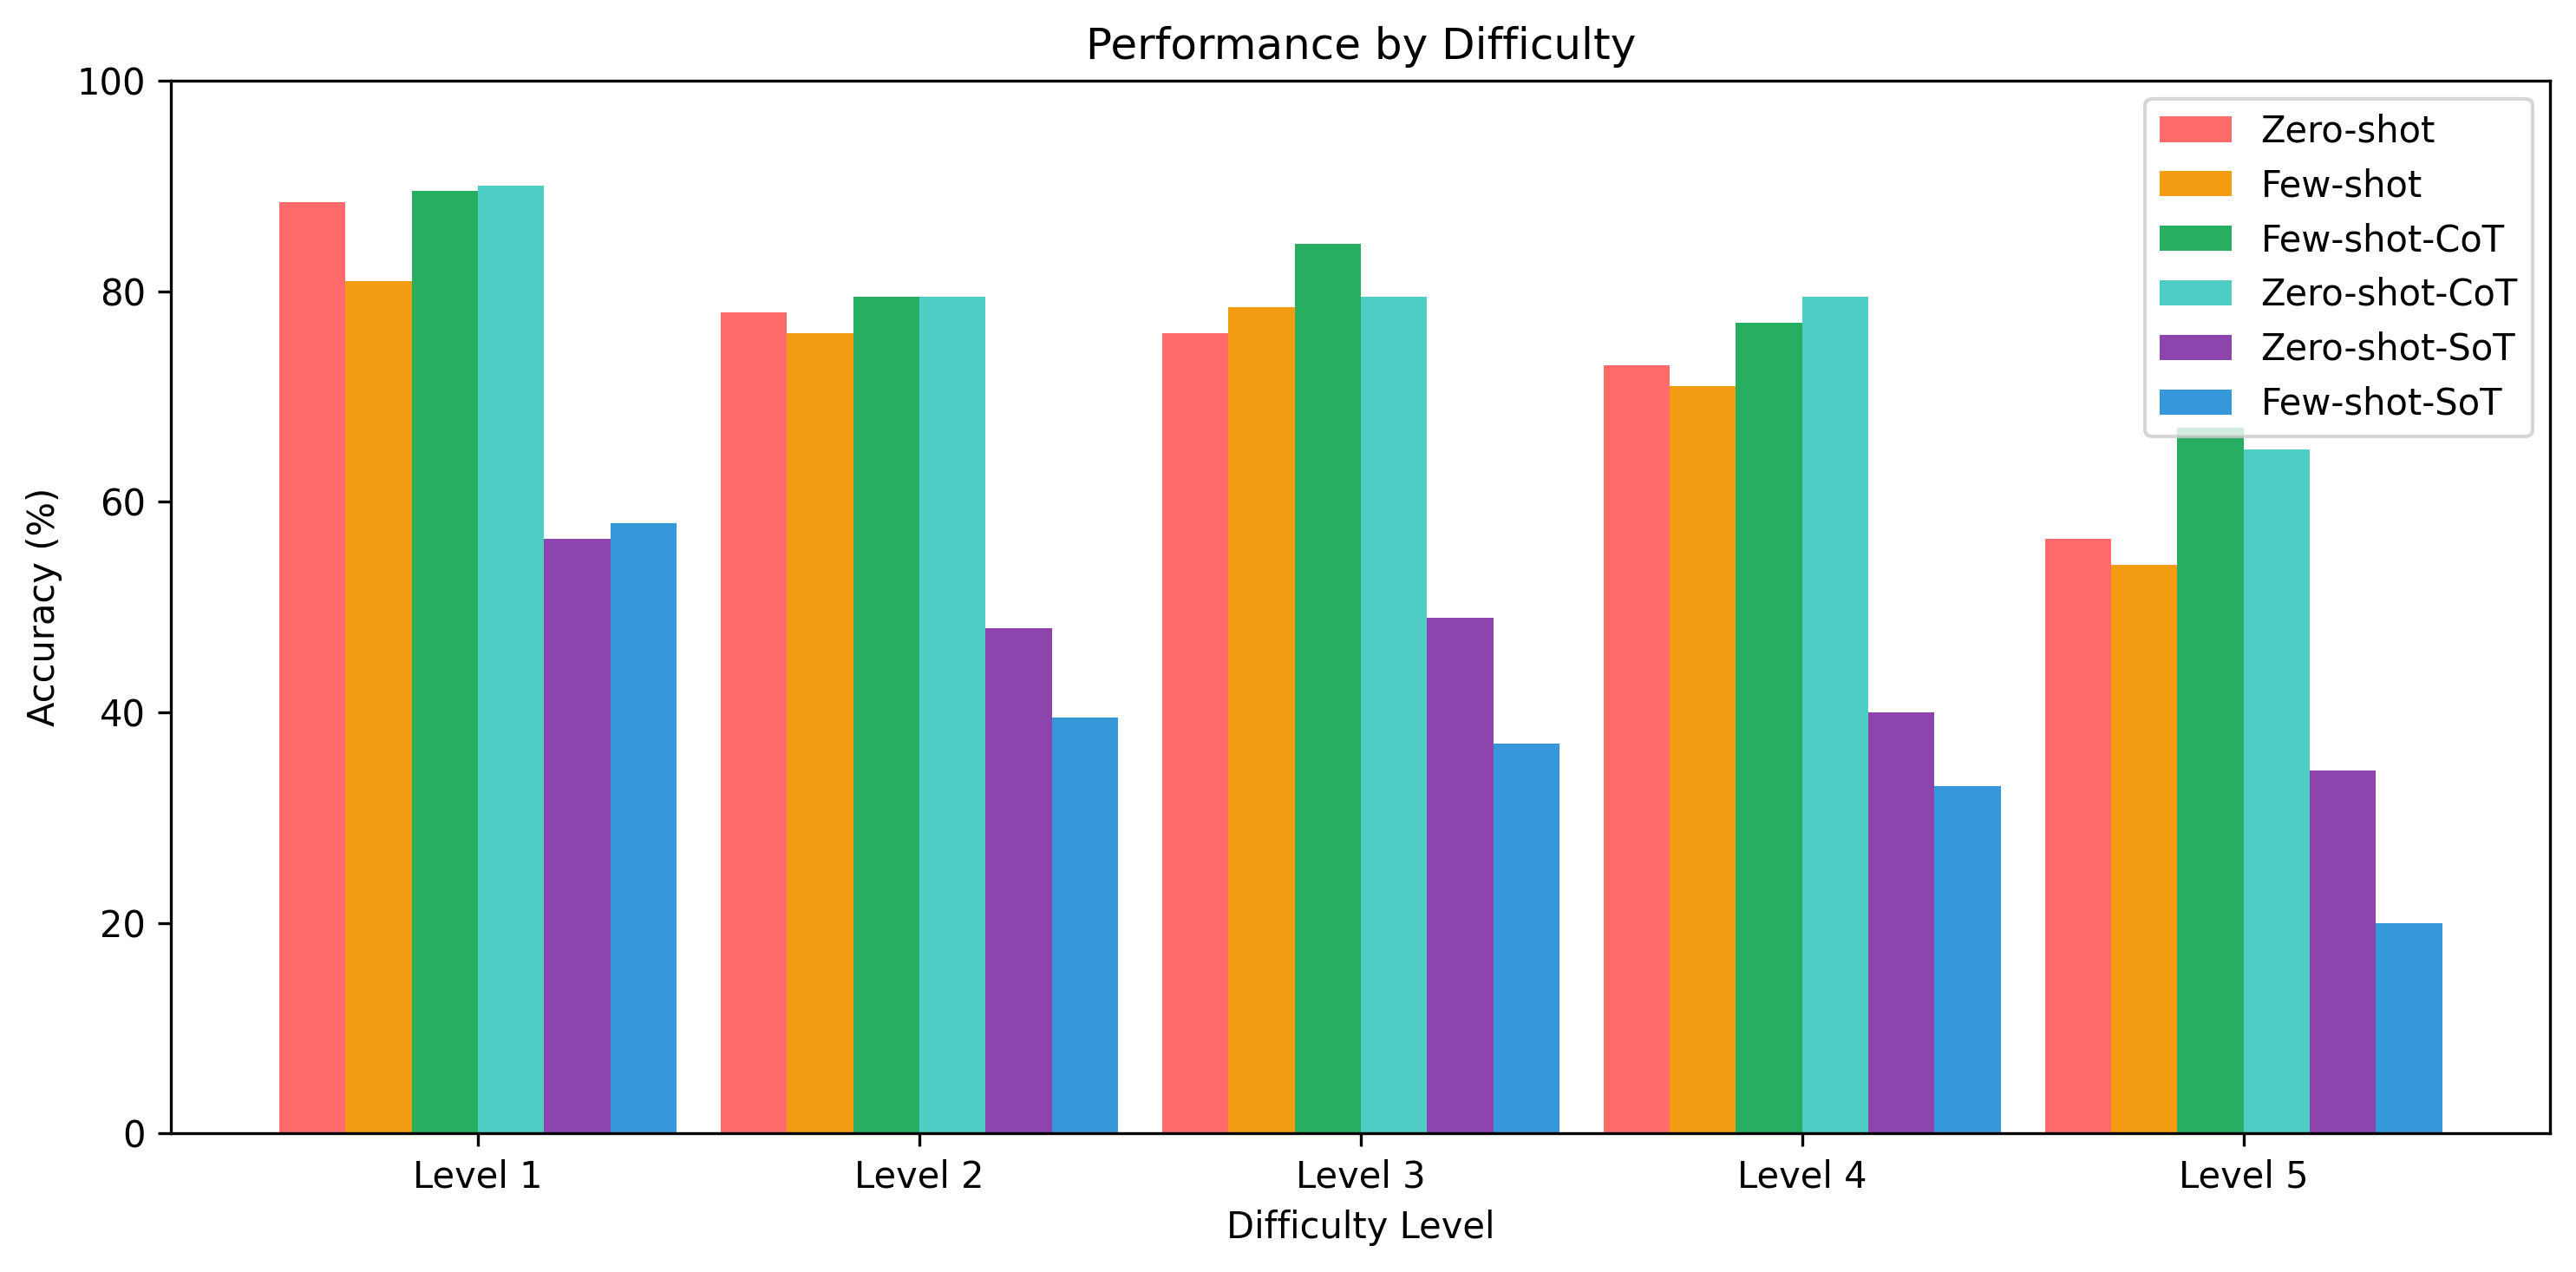 Performance by Difficulty
100
80
60
40
20
0
Accuracy (%)
Zero-shot
Few-shot
Few-shot-CoT
Zero-shot-CoT
Zero-shot-SoT
Few-shot-SoT
Level 1
Level 2
Level 3
Level 4
Level 5
Difficulty Level